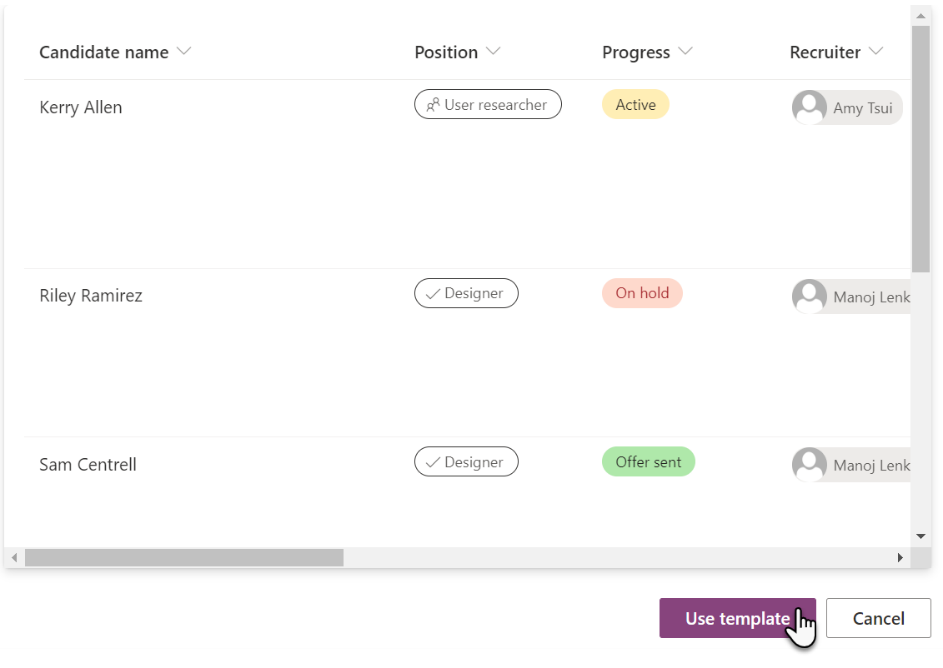 Candidate name Position Progress Recruiter
Kerry Allen User researcher Active Amy Tsui
Riley Ramirez Designer On hold Manoj Lenk
Sam Centrell Designer Offer sent Manoj Lenk
Use template Cancel